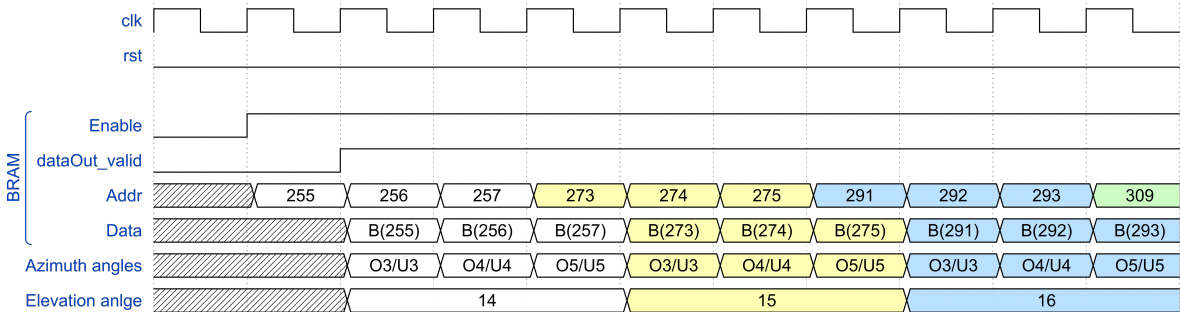 clk
rst
BRAM
Enable
dataOut_valid
Addr 255 256 257 273 274 275 291 292 293 309
Data B(255) B(256) B(257) B(273) B(274) B(275) B(291) B(292) B(293)
Azimuth angles O3/U3 O4/U4 O5/U5 O3/U3 O4/U4 O5/U5 O3/U3 O4/U4 O5/U5
Elevation anlge 14 15 16